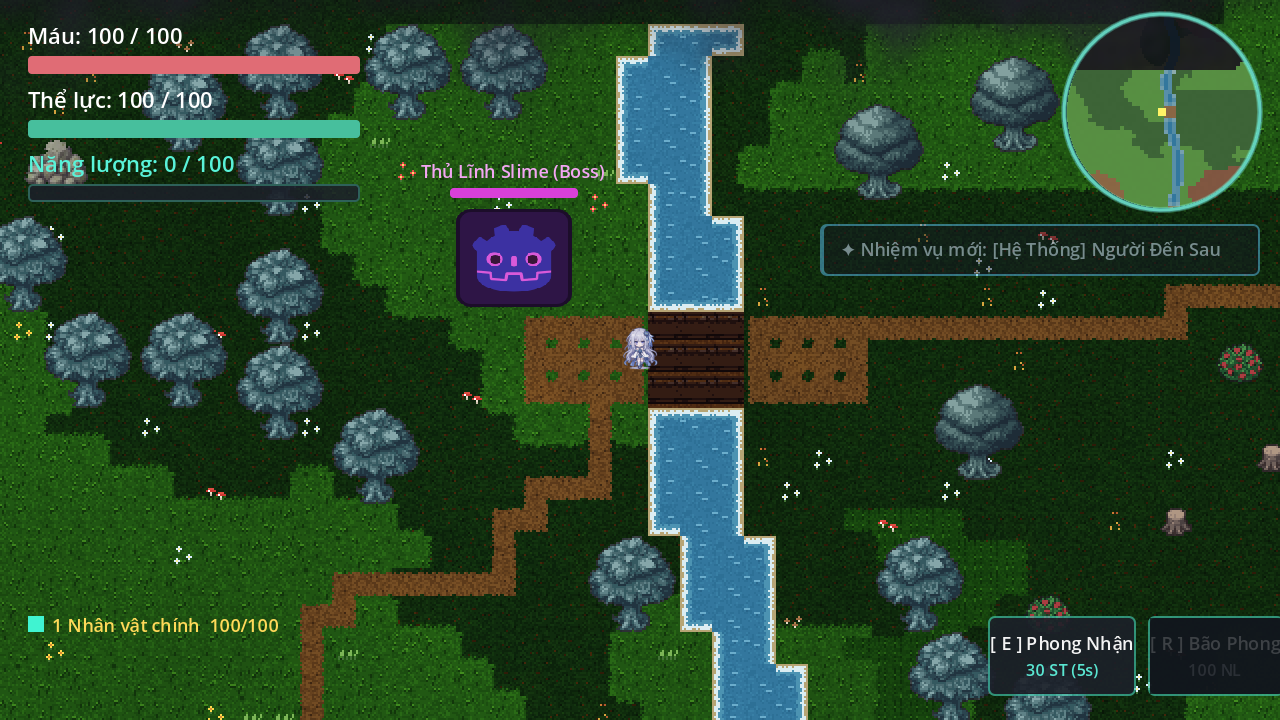 Máu: 100 / 100
Thể lực: 100 / 100
Năng lượng: 0 / 100
Thủ Lĩnh Slime (Boss)
✦ Nhiệm vụ mới: [Hệ Thống] Người Đến Sau
1 Nhân vật chính 100/100
[ E ] Phong Nhận
30 ST (5s)
[ R ] Bão Phong
100 NL